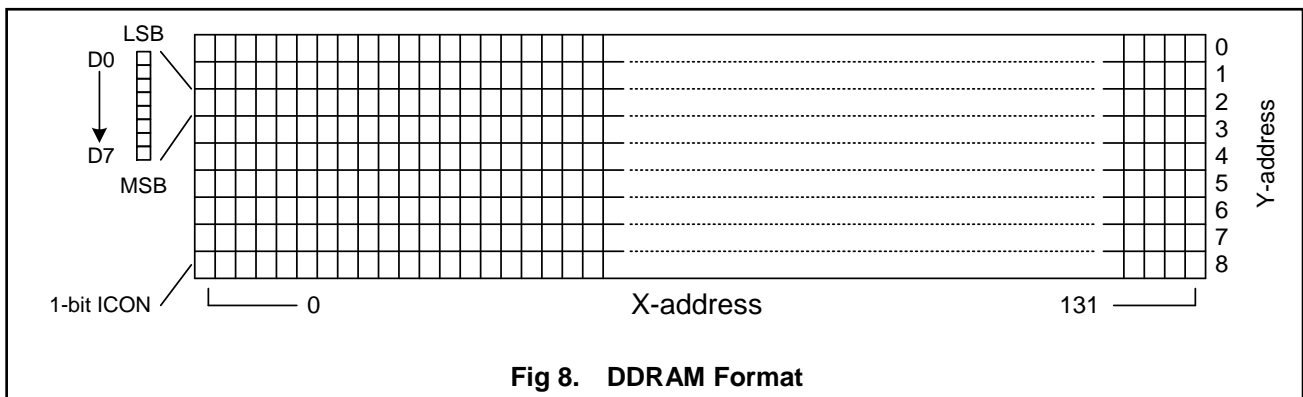 LSB
D0
D7
MSB
0
1
2
3
4
5
6
7
8
Y-address
1-bit ICON
0
X-address
131
Fig 8. DDRAM Format